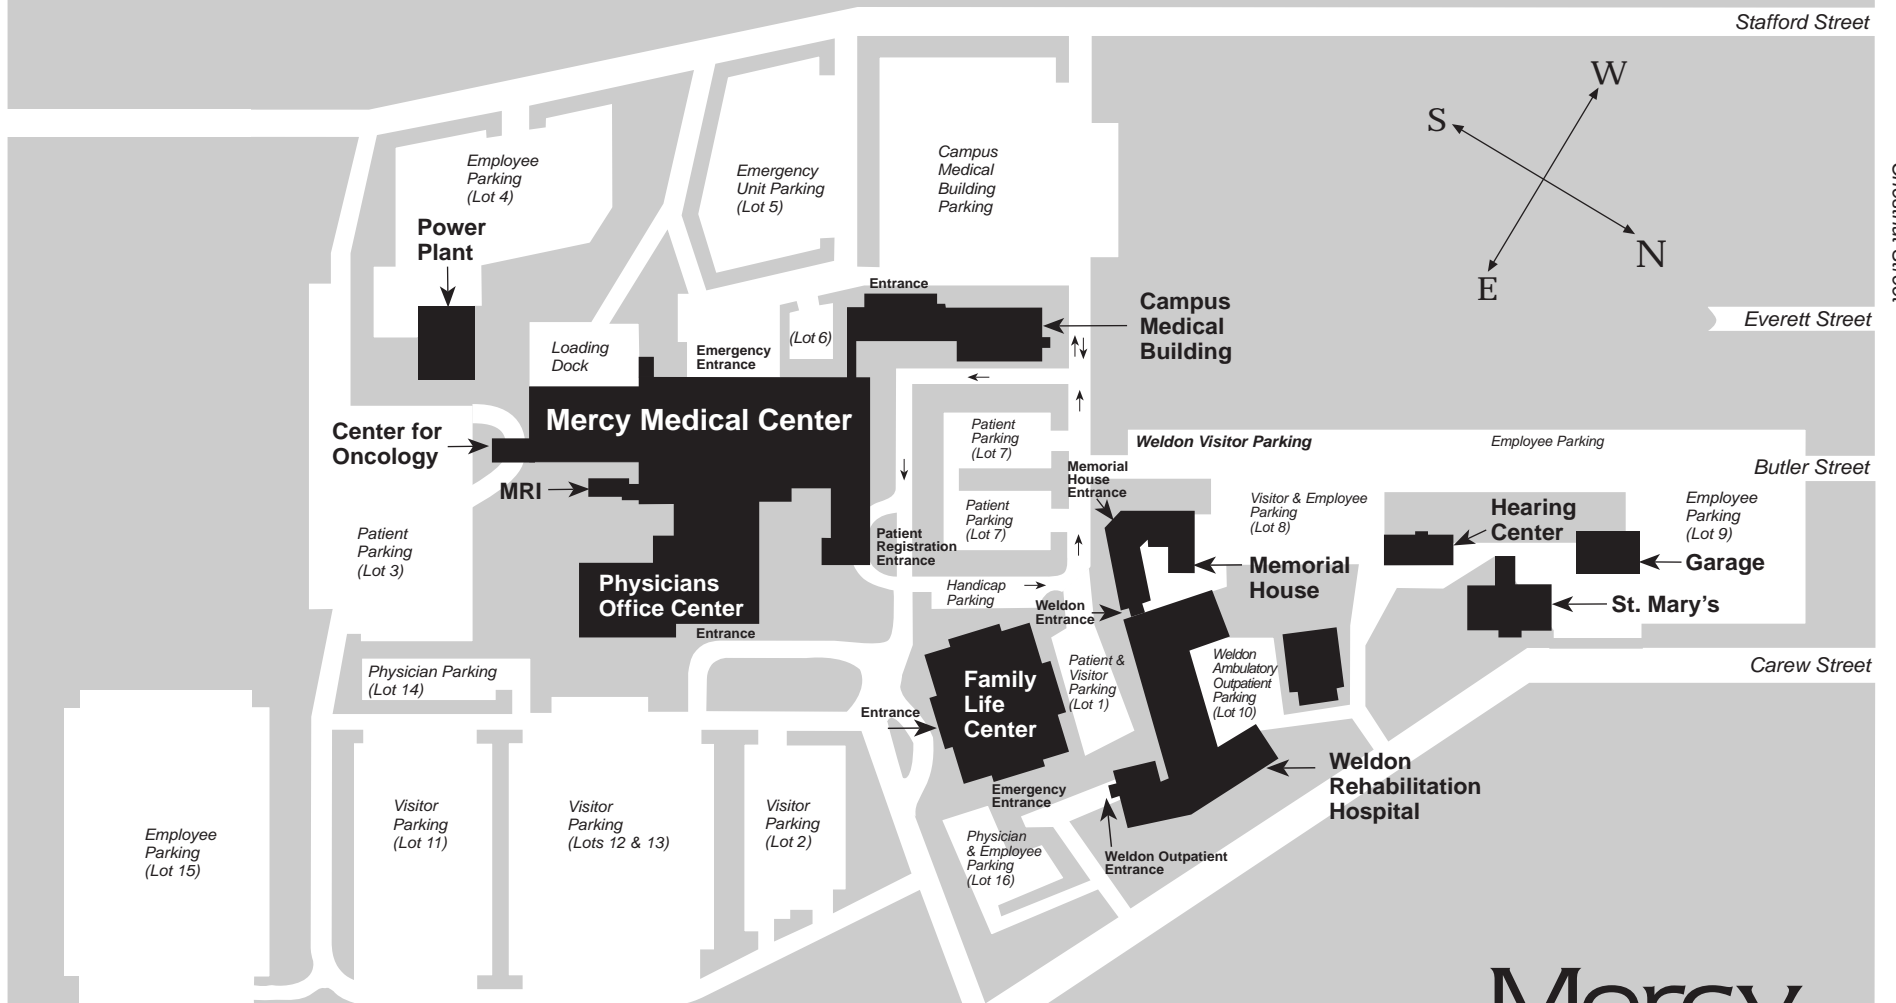 Stafford Street
W
S
N
E
Employee
Parking
(Lot 4)
Emergency
Unit Parking
(Lot 5)
Campus
Medical
Building
Parking
Power
Plant
Entrance
Campus
Medical
Building
Everett Street
Loading
Dock
Emergency
Entrance
(Lot 6)
Mercy Medical Center
Center for
Oncology
MRI
Patient
Parking
(Lot 7)
Weldon Visitor Parking
Employee Parking
Butler Street
Memorial
House
Entrance
Patient
Parking
(Lot 7)
Visitor & Employee
Parking
(Lot 8)
Hearing
Center
Employee
Parking
(Lot 9)
Patient
Parking
(Lot 3)
Patient
Registration
Entrance
Garage
Memorial
House
Physicians
Office Center
Entrance
Handicap
Parking
Weldon
Entrance
St. Mary's
Carew Street
Physician Parking
(Lot 14)
Family
Life
Center
Patient &
Visitor
Parking
(Lot 1)
Weldon
Ambulatory
Outpatient
Parking
(Lot 10)
Entrance
Weldon
Rehabilitation
Hospital
Emergency
Entrance
Employee
Parking
(Lot 15)
Visitor
Parking
(Lot 11)
Visitor
Parking
(Lots 12 & 13)
Visitor
Parking
(Lot 2)
Physician
& Employee
Parking
(Lot 16)
Weldon Outpatient
Entrance
Mercy